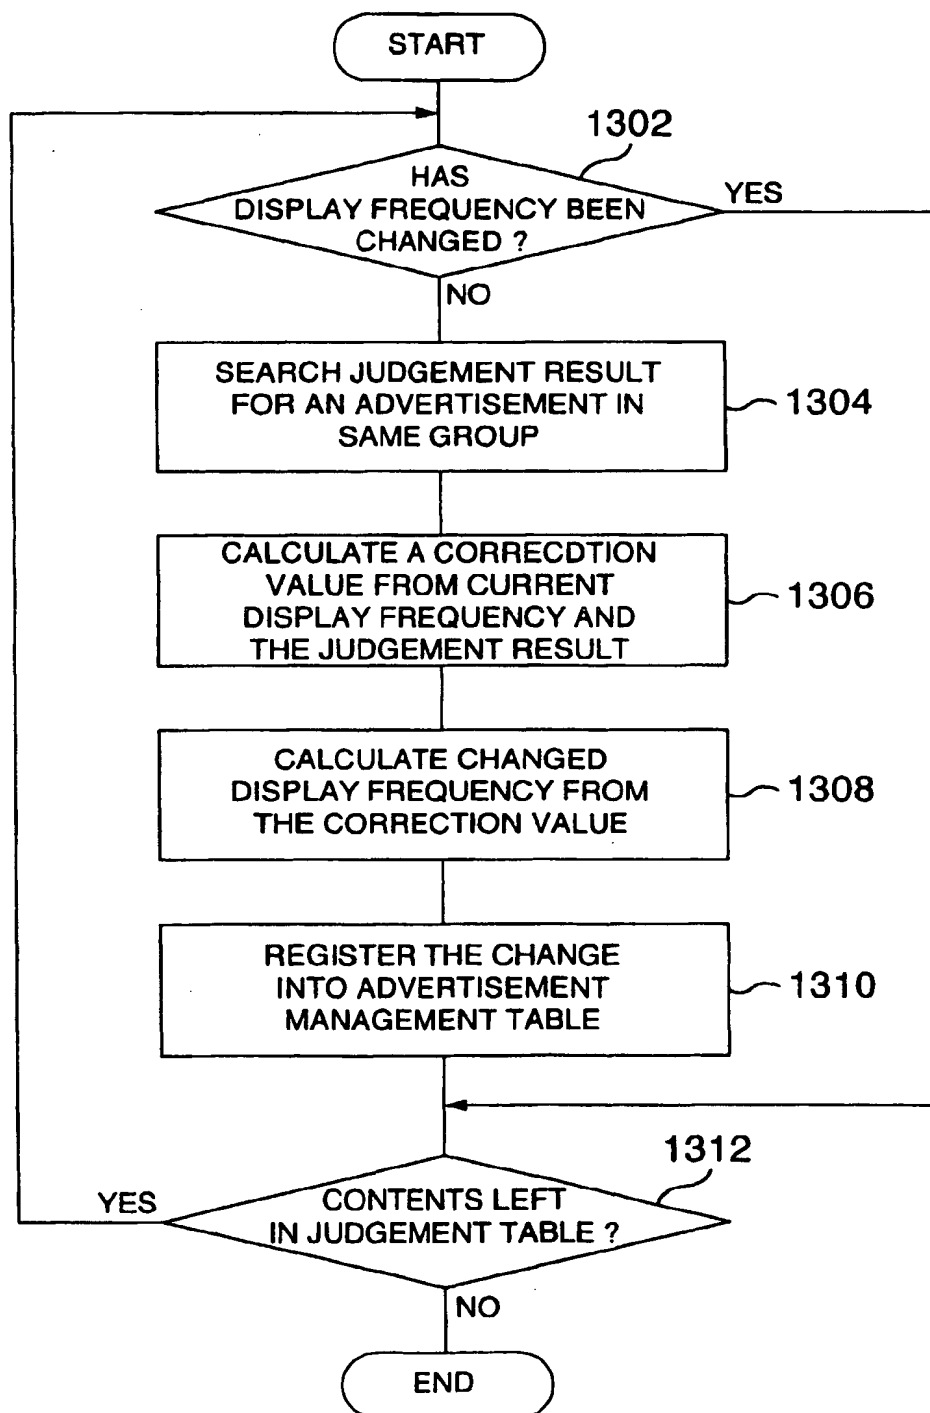 START
1302
HAS
DISPLAY FREQUENCY BEEN
CHANGED ?
YES
NO
SEARCH JUDGEMENT RESULT
FOR AN ADVERTISEMENT IN
SAME GROUP
1304
CALCULATE A CORRECDTION
VALUE FROM CURRENT
DISPLAY FREQUENCY AND
THE JUDGEMENT RESULT
1306
CALCULATE CHANGED
DISPLAY FREQUENCY FROM
THE CORRECTION VALUE
1308
REGISTER THE CHANGE
INTO ADVERTISEMENT
MANAGEMENT TABLE
1310
1312
YES
CONTENTS LEFT
IN JUDGEMENT TABLE ?
NO
END